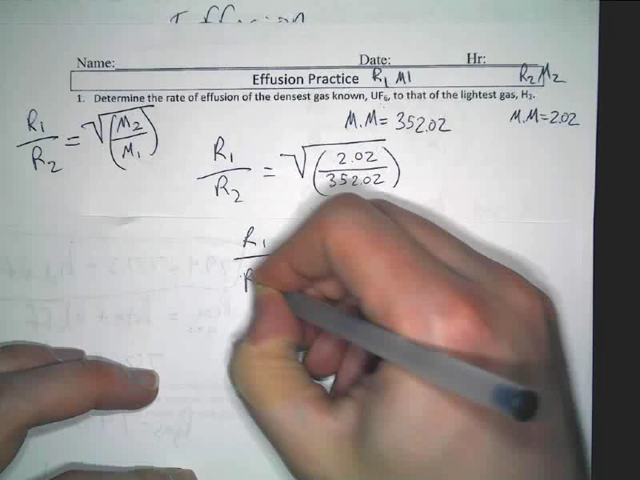 Effusion
Name: Date: Hr:
Effusion Practice R₁ M1 R₂ M₂
1. Determine the rate of effusion of the densest gas known, UF₆, to that of the lightest gas, H₂.
M.M= 352.02 M.M=2.02
R₁/R₂ = √(M₂/M₁)
R₁/R₂ = √(2.02/352.02)
R₁